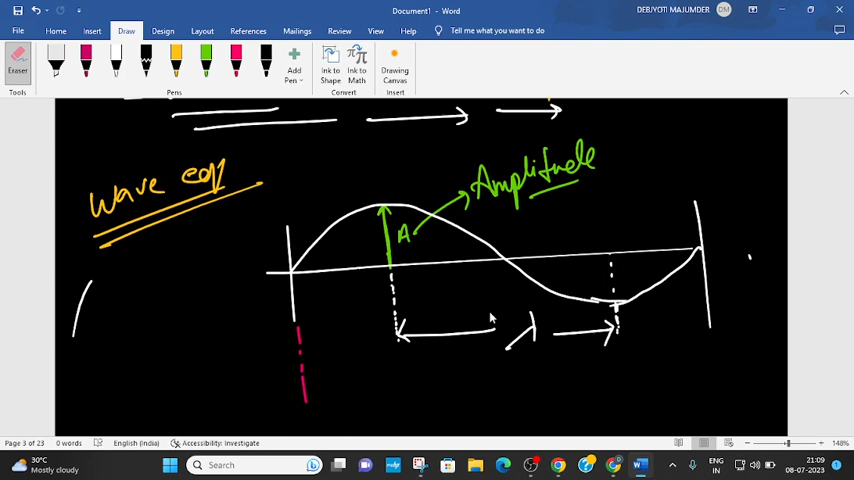 Document1 - Word
DEBJYOTI MAJUMDER DM
File Home Insert Draw Design Layout References Mailings Review View Help Tell me what you want to do
Eraser
Add Pen
Ink to Shape
Ink to Math
Drawing Canvas
Tools Pens Convert Insert
Wave eqn
Amplitude
A
λ
Page 3 of 23 0 words English (India) Accessibility: Investigate 148%
30°C
Mostly cloudy
Search
ENG
IN
21:09
08-07-2023